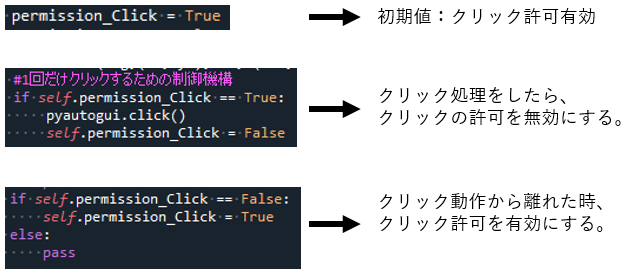 permission_Click = True
初期値：クリック許可有効
#1回だけクリックするための制御機構
if self.permission_Click == True:
pyautogui.click()
self.permission_Click = False
クリック処理をしたら、
クリックの許可を無効にする。
if self.permission_Click == False:
self.permission_Click = True
else:
pass
クリック動作から離れた時、
クリック許可を有効にする。